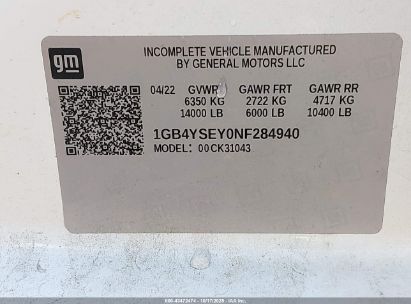 gm
INCOMPLETE VEHICLE MANUFACTURED
BY GENERAL MOTORS LLC
04/22 GVWR GAWR FRT GAWR RR
6350 KG 2722 KG 4717 KG
14000 LB 6000 LB 10400 LB
1GB4YSEY0NF284940
MODEL: 00CK31043